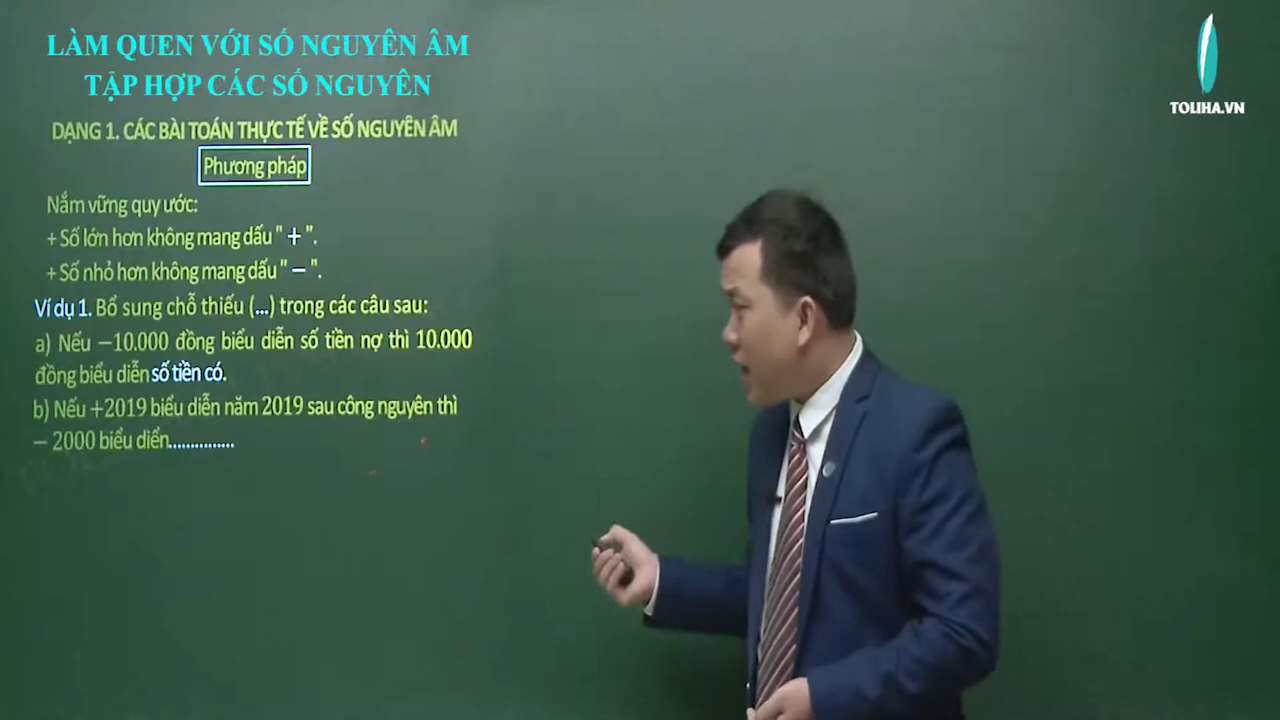 LÀM QUEN VỚI SỐ NGUYÊN ÂM
TẬP HỢP CÁC SỐ NGUYÊN
DẠNG 1. CÁC BÀI TOÁN THỰC TẾ VỀ SỐ NGUYÊN ÂM
Phương pháp
Nắm vững quy ước:
+ Số lớn hơn không mang dấu " + ".
+ Số nhỏ hơn không mang dấu " − ".
Ví dụ 1. Bổ sung chỗ thiếu (...) trong các câu sau:
a) Nếu −10.000 đồng biểu diễn số tiền nợ thì 10.000
đồng biểu diễn số tiền có.
b) Nếu +2019 biểu diễn năm 2019 sau công nguyên thì
− 2000 biểu diển..............
TOLIHA.VN